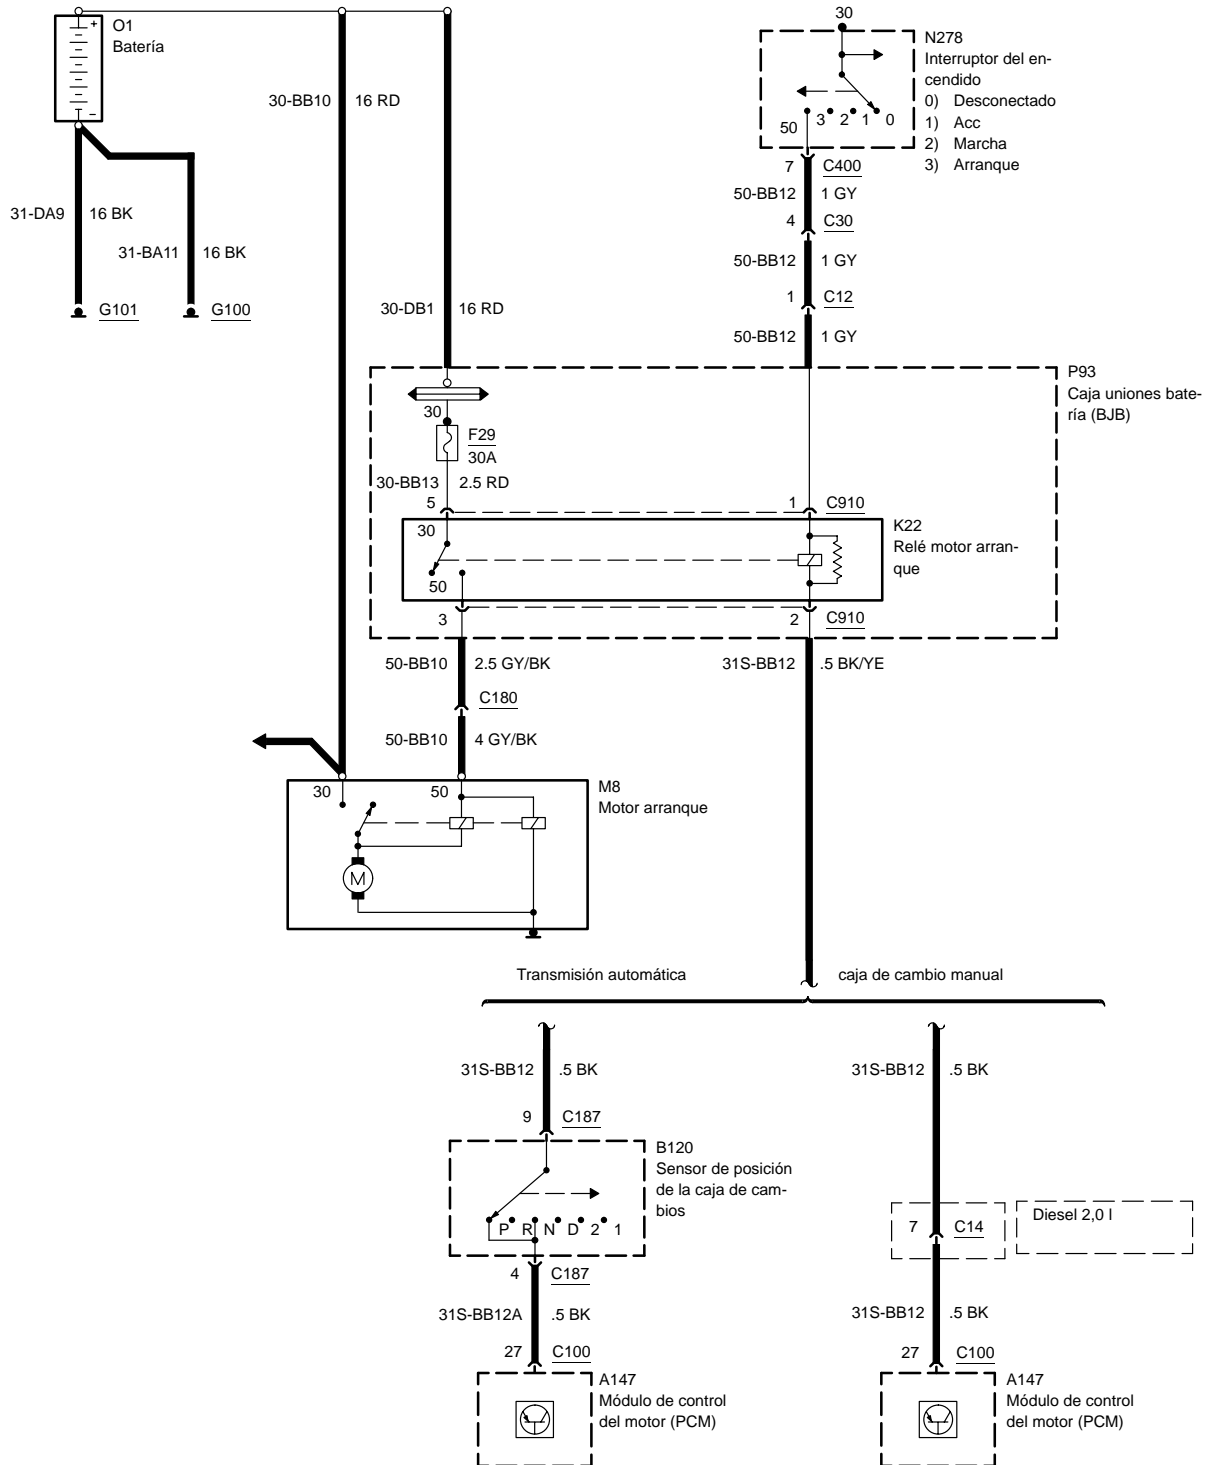 O1
Batería
+
−
30-BB10
16 RD
31-DA9
16 BK
31-BA11
16 BK
G101
G100
30-DB1
16 RD
30
N278
Interruptor del en-
cendido
0) Desconectado
1) Acc
2) Marcha
3) Arranque
50
3 2 1 0
7
C400
50-BB12
1 GY
4
C30
50-BB12
1 GY
1
C12
50-BB12
1 GY
P93
Caja uniones bate-
ría (BJB)
30
F29
30A
30-BB13
2.5 RD
5
1
C910
30
50
K22
Relé motor arran-
que
3
2
C910
50-BB10
2.5 GY/BK
31S-BB12
.5 BK/YE
C180
50-BB10
4 GY/BK
30
50
M
M8
Motor arranque
Transmisión automática
caja de cambio manual
31S-BB12
.5 BK
31S-BB12
.5 BK
9
C187
B120
Sensor de posición
de la caja de cam-
bios
P R N D 2 1
7
C14
Diesel 2,0 l
4
C187
31S-BB12A
.5 BK
31S-BB12
.5 BK
27
C100
27
C100
A147
Módulo de control
del motor (PCM)
A147
Módulo de control
del motor (PCM)